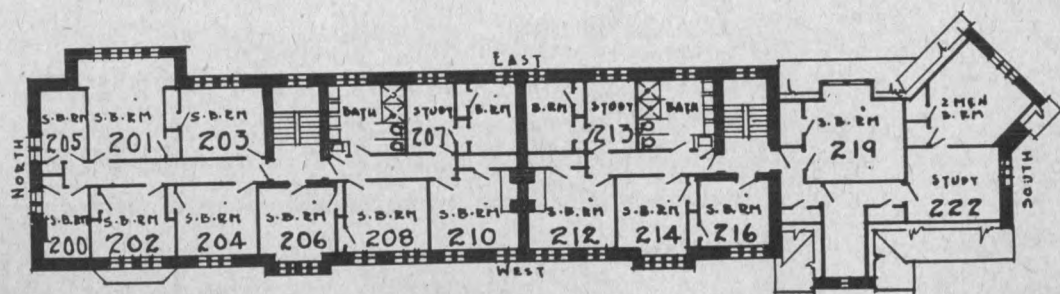 EAST
NORTH
S.B.RM
205
S.B.RM
201
S.B.RM
203
BATH
STUDY
207
B.RM
B.RM
STUDY
213
BATH
S.B.RM
219
2 MEN
B.RM
STUDY
222
SOUTH
S.B.RM
200
S.B.RM
202
S.B.RM
204
S.B.RM
206
S.B.RM
208
S.B.RM
210
S.B.RM
212
S.B.RM
214
S.B.RM
216
WEST